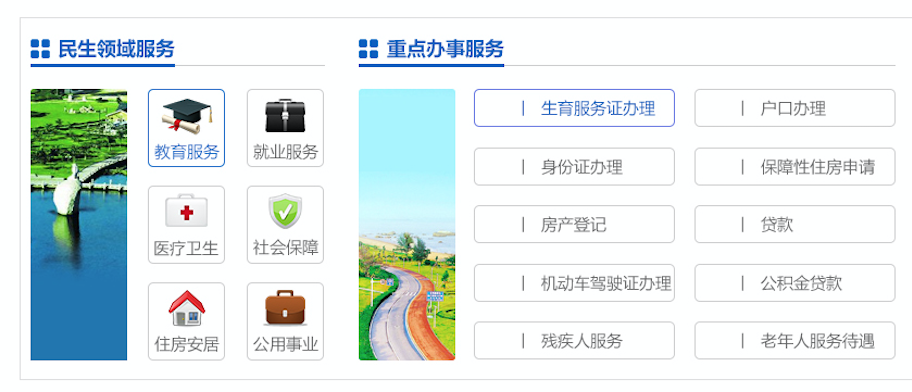 民生领域服务
教育服务
就业服务
医疗卫生
社会保障
住房安居
公用事业
重点办事服务
| 生育服务证办理
| 户口办理
| 身份证办理
| 保障性住房申请
| 房产登记
| 贷款
| 机动车驾驶证办理
| 公积金贷款
| 残疾人服务
| 老年人服务待遇